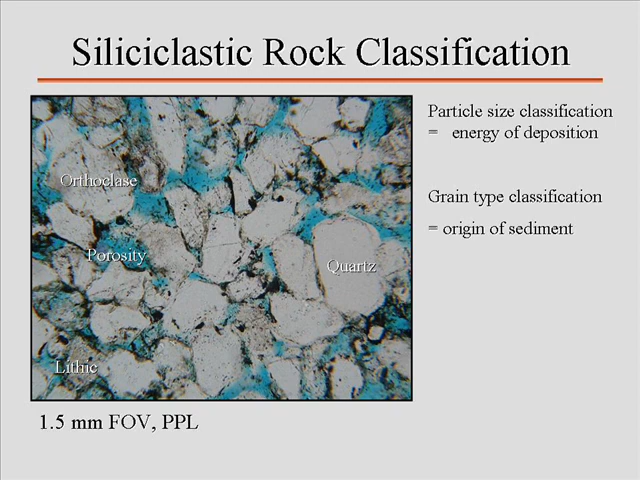 Siliciclastic Rock Classification
Particle size classification
= energy of deposition
Orthoclase
Grain type classification
= origin of sediment
Porosity
Quartz
Lithic
1.5 mm FOV, PPL